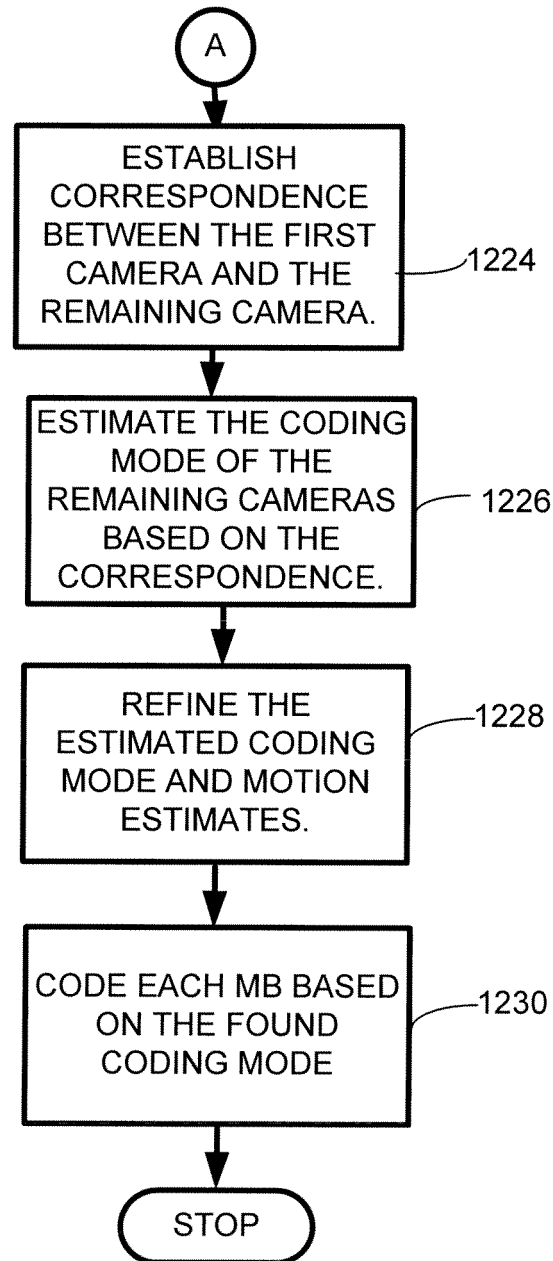 A
ESTABLISH
CORRESPONDENCE
BETWEEN THE FIRST
CAMERA AND THE
REMAINING CAMERA.
1224
ESTIMATE THE CODING
MODE OF THE
REMAINING CAMERAS
BASED ON THE
CORRESPONDENCE.
1226
REFINE THE
ESTIMATED CODING
MODE AND MOTION
ESTIMATES.
1228
CODE EACH MB BASED
ON THE FOUND
CODING MODE
1230
STOP